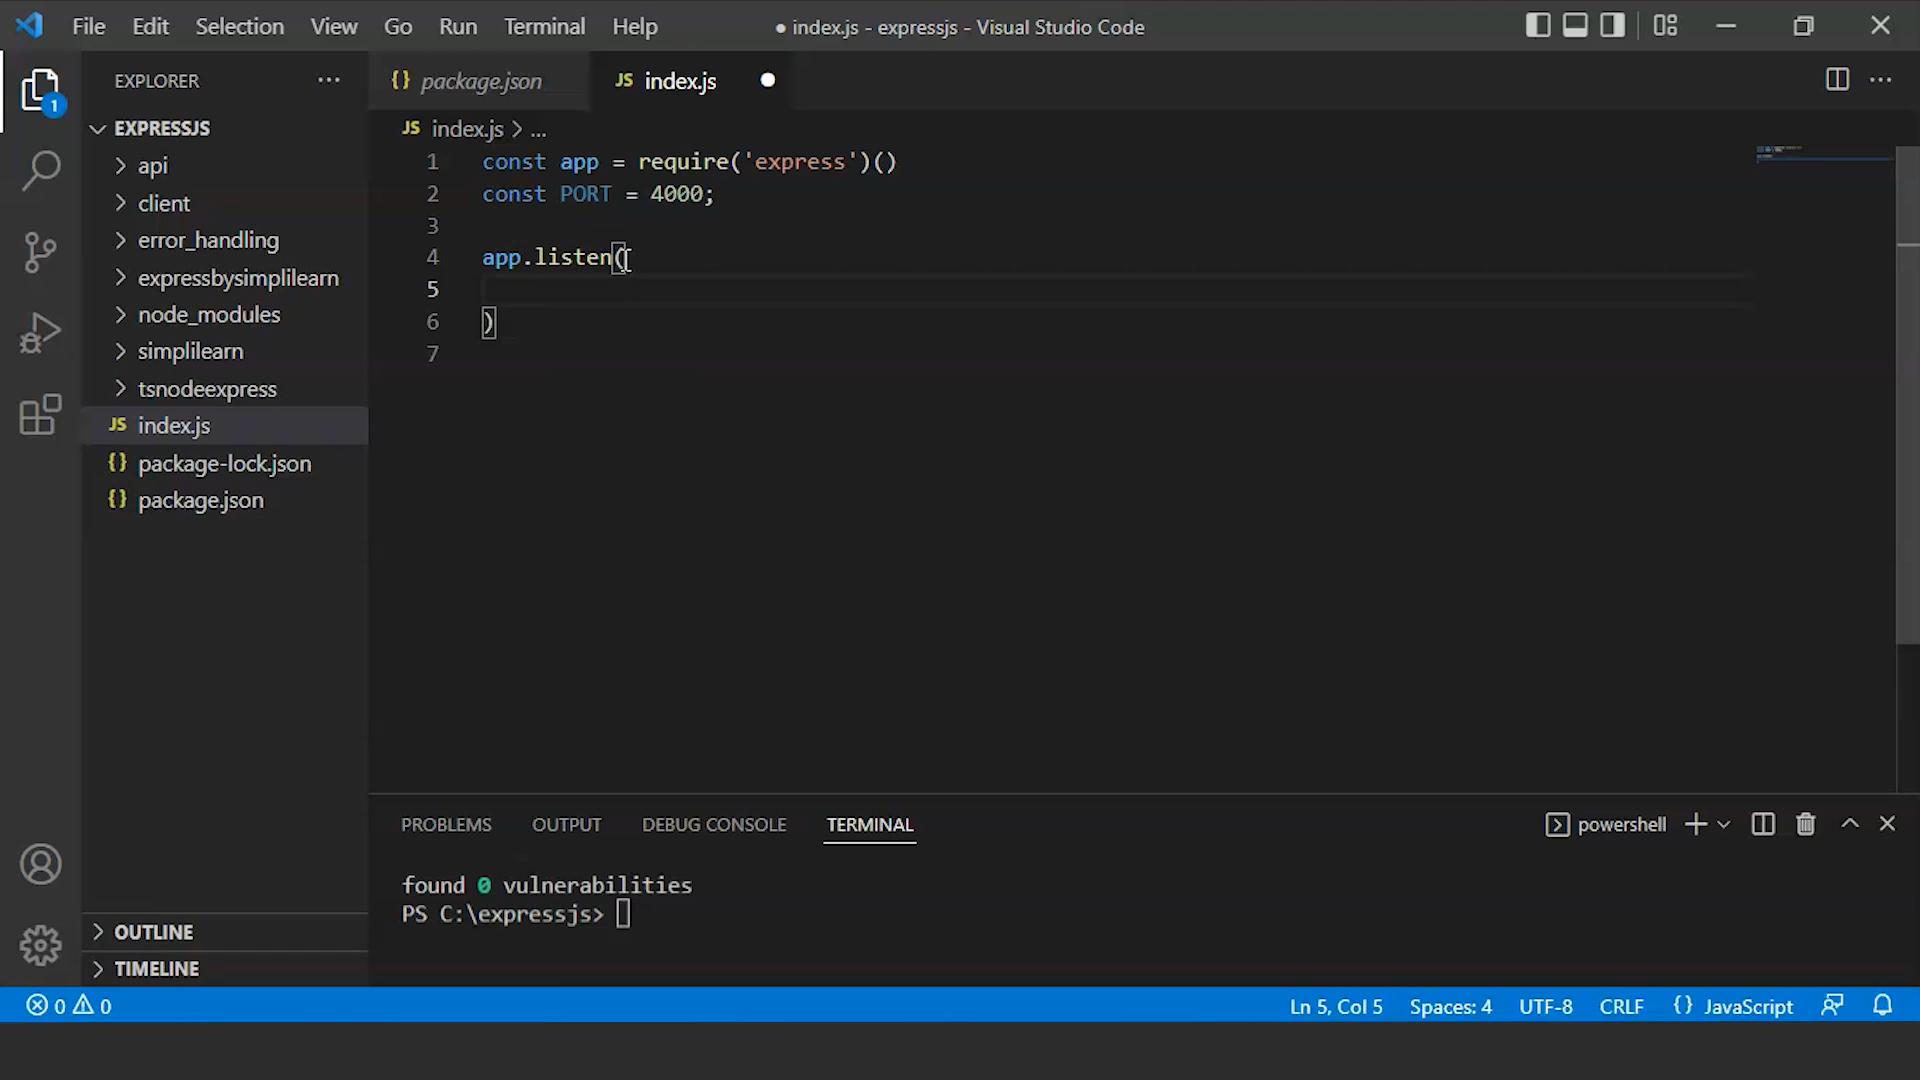 File Edit Selection View Go Run Terminal Help
● index.js - expressjs - Visual Studio Code
1
EXPLORER ...
EXPRESSJS
api
client
error_handling
expressbysimplilearn
node_modules
simplilearn
tsnodeexpress
JS index.js
{} package-lock.json
{} package.json
OUTLINE
TIMELINE
{} package.json
JS index.js
JS index.js > ...
1 const app = require('express')()
2 const PORT = 4000;
3
4 app.listen(
5
6 )
7
PROBLEMS OUTPUT DEBUG CONSOLE TERMINAL
powershell
found 0 vulnerabilities
PS C:\expressjs>
0 0
Ln 5, Col 5 Spaces: 4 UTF-8 CRLF {} JavaScript